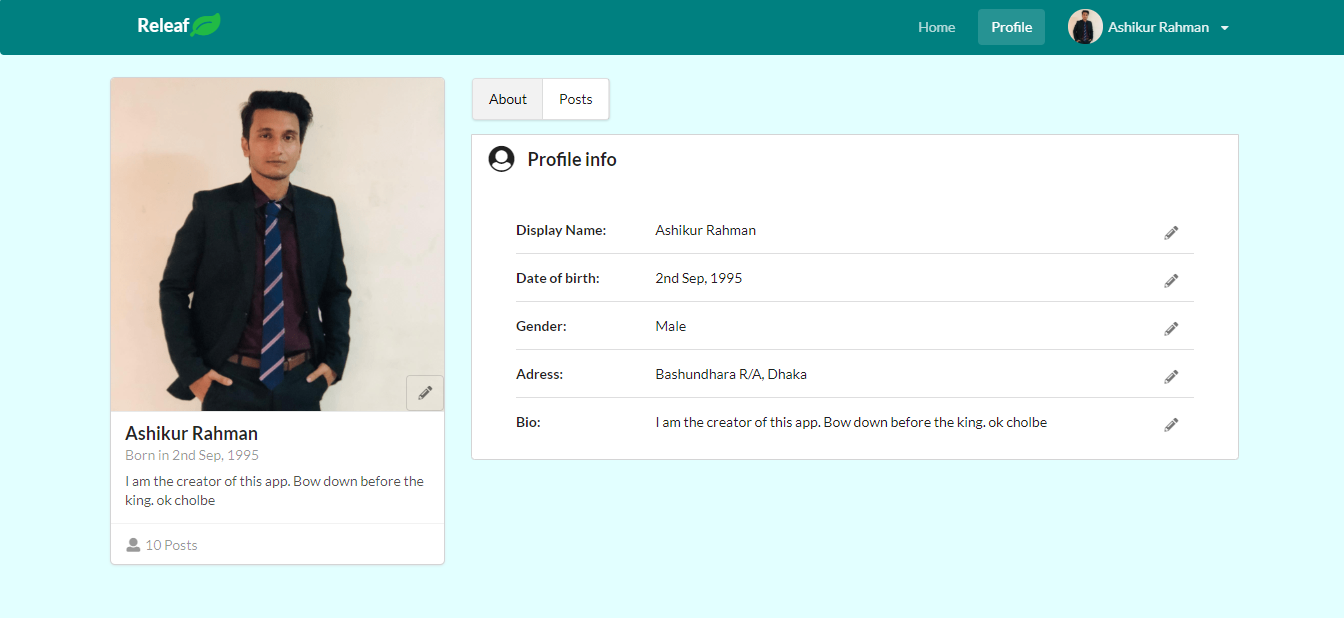 Releaf
Home
Profile
Ashikur Rahman
About
Posts
Profile info
Display Name: Ashikur Rahman
Date of birth: 2nd Sep, 1995
Gender: Male
Adress: Bashundhara R/A, Dhaka
Bio: I am the creator of this app. Bow down before the king. ok cholbe
Ashikur Rahman
Born in 2nd Sep, 1995
I am the creator of this app. Bow down before the
king. ok cholbe
10 Posts